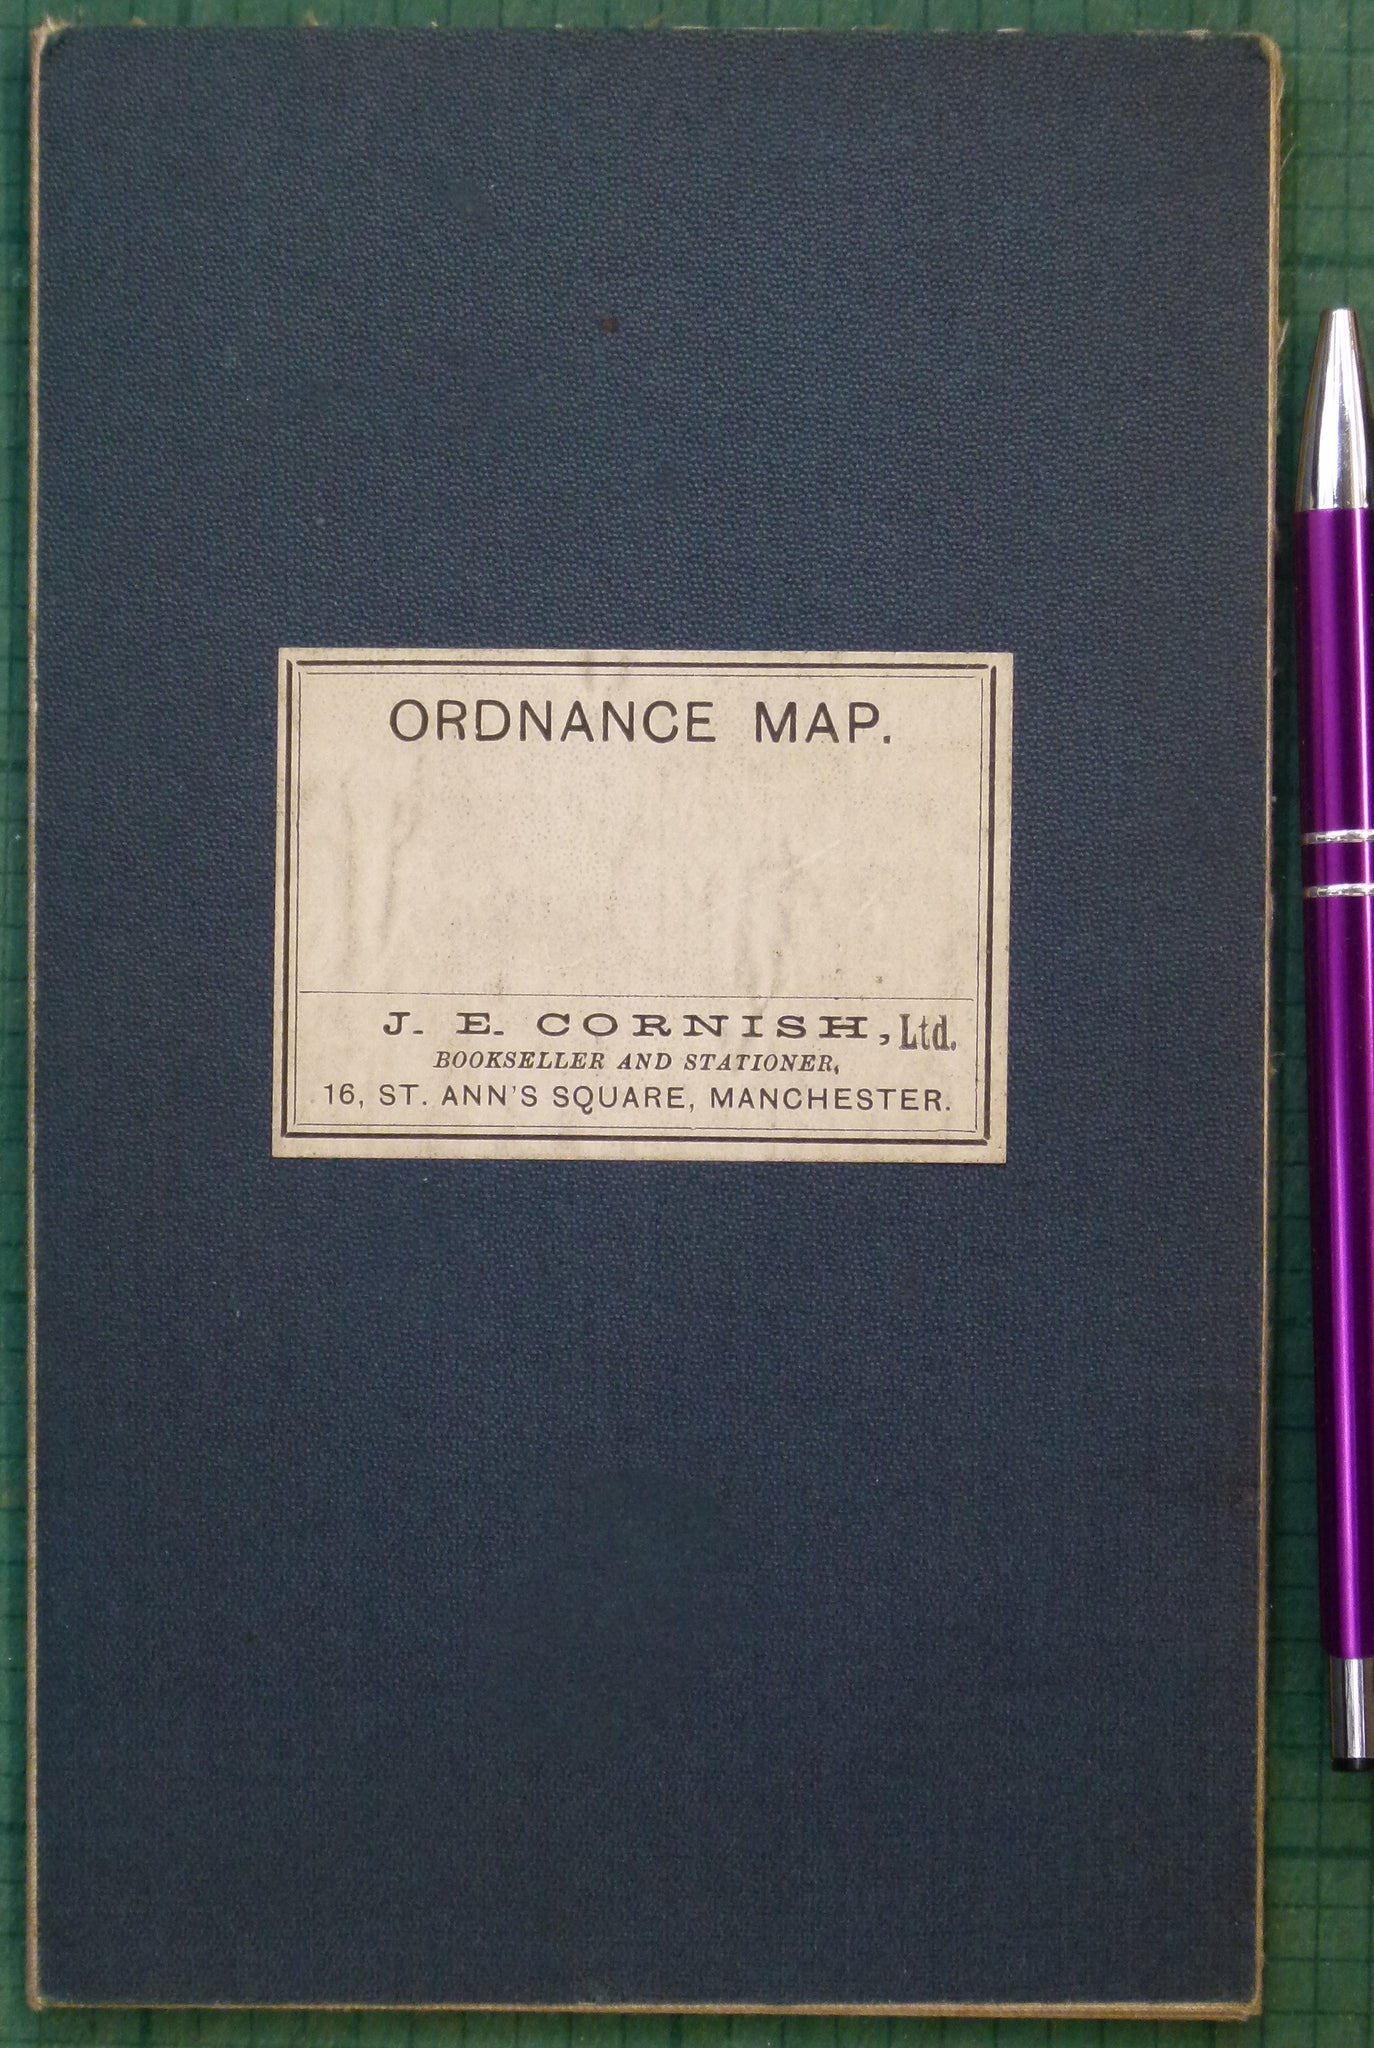 ORDNANCE MAP.
J. E. CORNISH, Ltd.
BOOKSELLER AND STATIONER,
16, ST. ANN'S SQUARE, MANCHESTER.